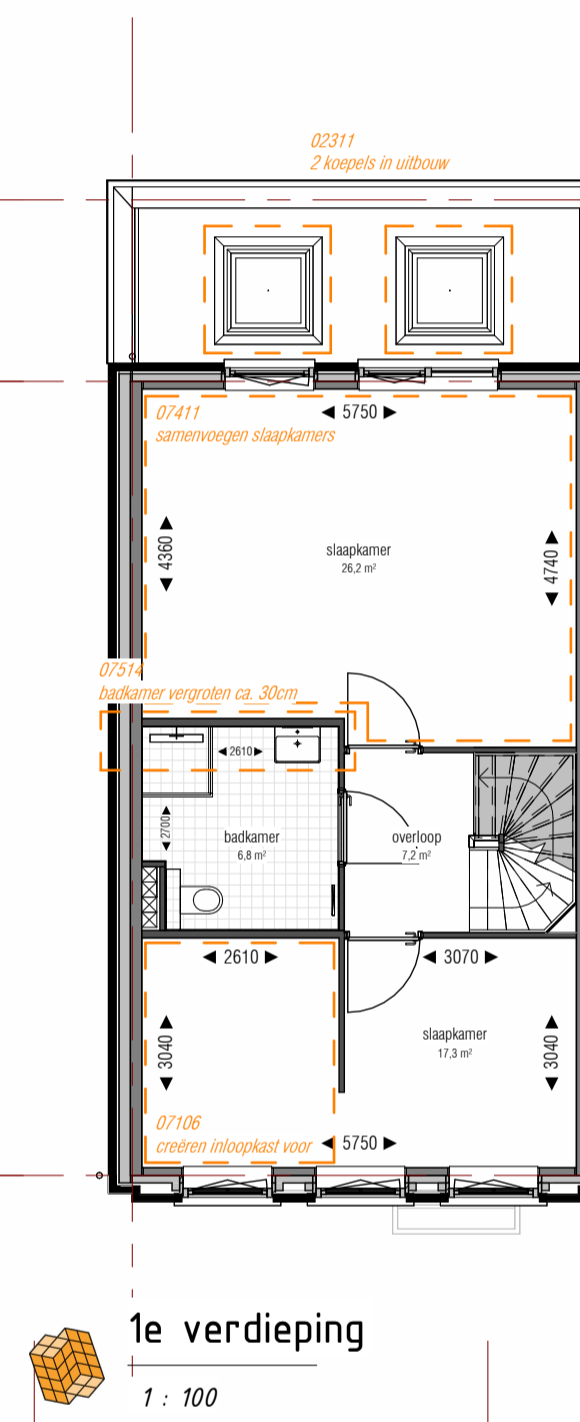 02311
2 koepels in uitbouw
07411
samenvoegen slaapkamers
5750
4360
4740
slaapkamer
26,2 m²
07514
badkamer vergroten ca. 30cm
2610
2700
badkamer
6,8 m²
overloop
7,2 m²
2610
3070
3040
3040
slaapkamer
17,3 m²
07106
creëren inloopkast voor
5750
1e verdieping
1 : 100